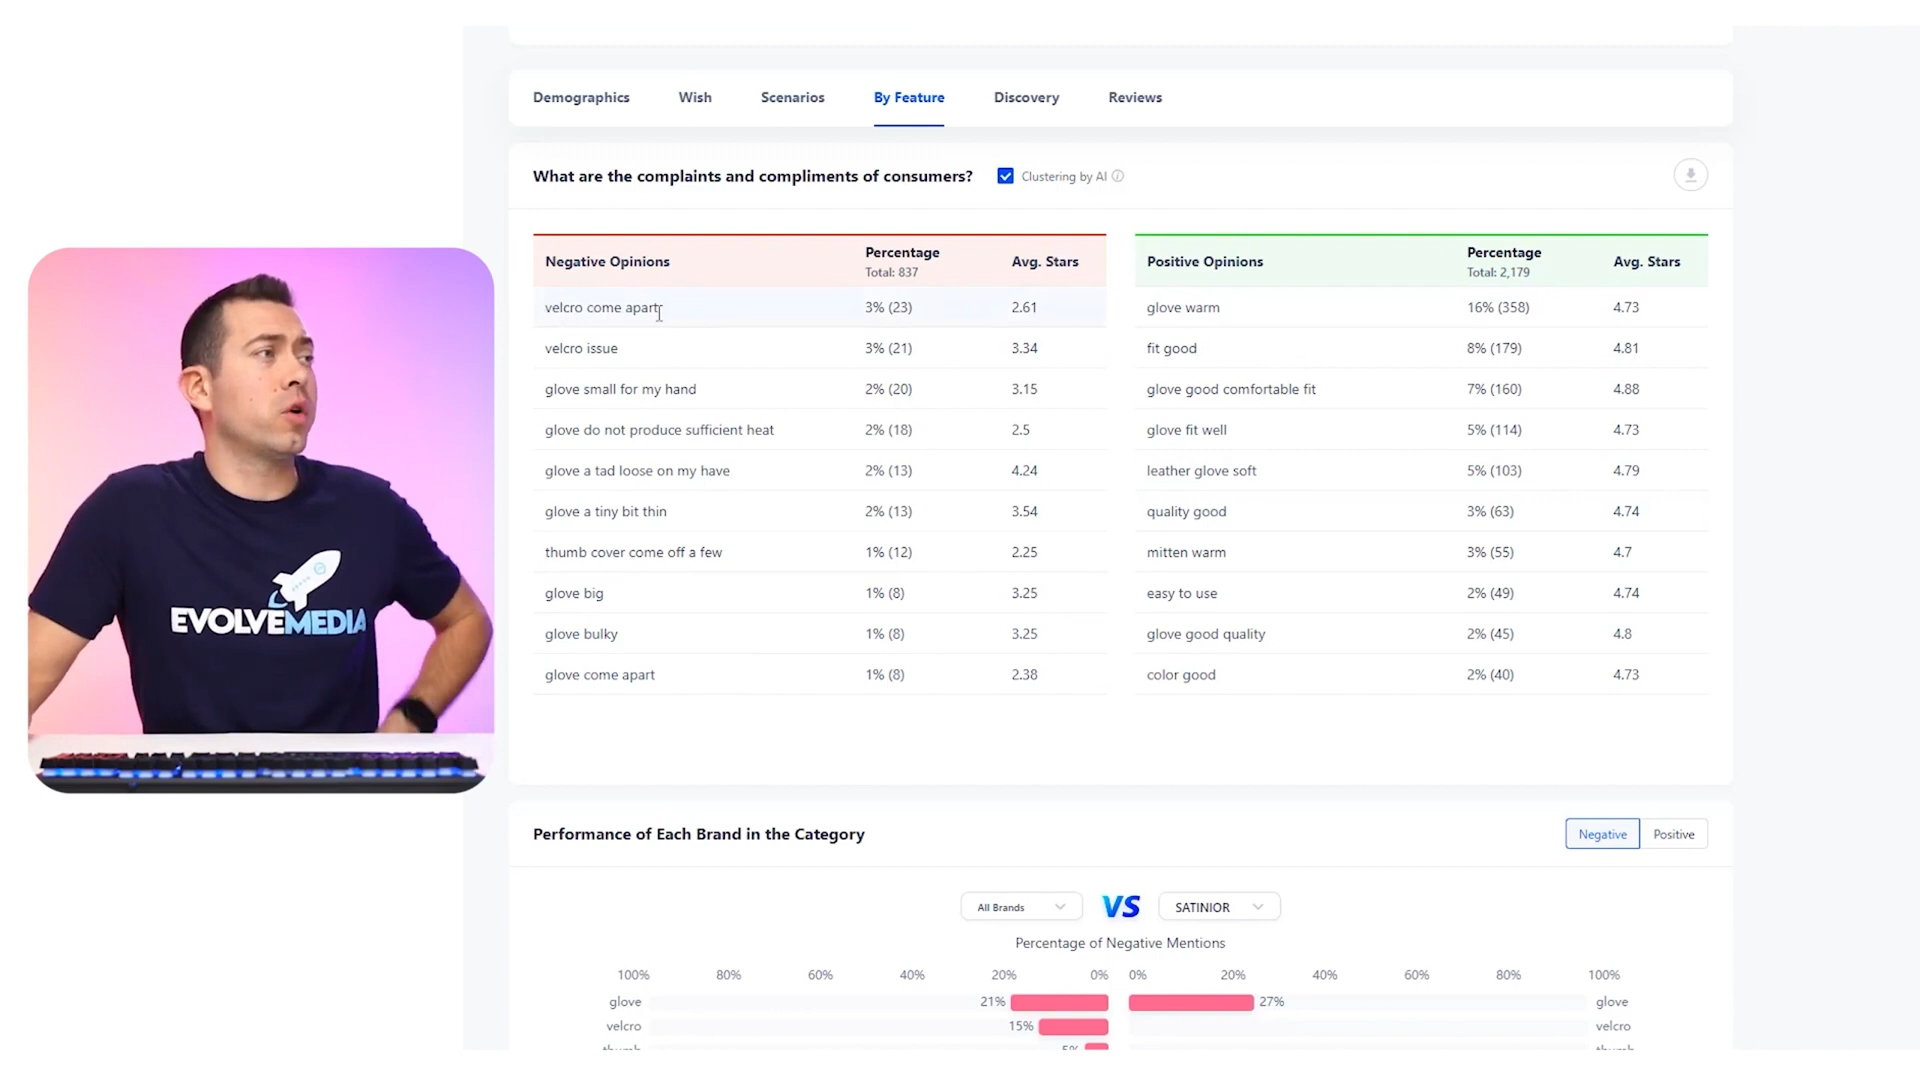 Demographics Wish Scenarios By Feature Discovery Reviews
What are the complaints and compliments of consumers? Clustering by AI
Negative Opinions Percentage Total: 837 Avg. Stars
velcro come apart 3% (23) 2.61
velcro issue 3% (21) 3.34
glove small for my hand 2% (20) 3.15
glove do not produce sufficient heat 2% (18) 2.5
glove a tad loose on my have 2% (13) 4.24
glove a tiny bit thin 2% (13) 3.54
thumb cover come off a few 1% (12) 2.25
glove big 1% (8) 3.25
glove bulky 1% (8) 3.25
glove come apart 1% (8) 2.38
Positive Opinions Percentage Total: 2,179 Avg. Stars
glove warm 16% (358) 4.73
fit good 8% (179) 4.81
glove good comfortable fit 7% (160) 4.88
glove fit well 5% (114) 4.73
leather glove soft 5% (103) 4.79
quality good 3% (63) 4.74
mitten warm 3% (55) 4.7
easy to use 2% (49) 4.74
glove good quality 2% (45) 4.8
color good 2% (40) 4.73
EVOLVEMEDIA
Performance of Each Brand in the Category Negative Positive
All Brands VS SATINIOR
Percentage of Negative Mentions
100% 80% 60% 40% 20% 0% 0% 20% 40% 60% 80% 100%
glove 21% 27% glove
velcro 15% velcro